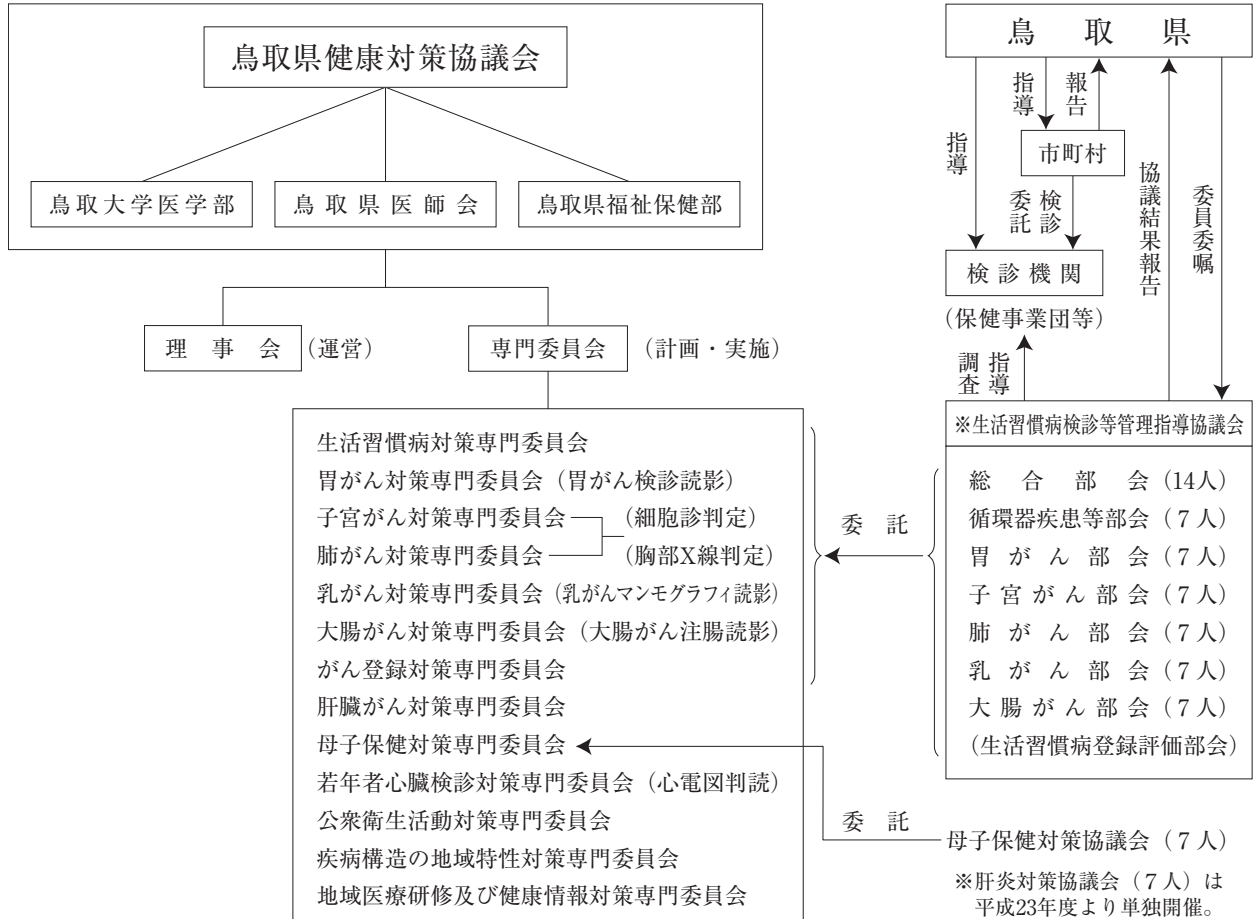 鳥取県健康対策協議会
鳥取大学医学部
鳥取県医師会
鳥取県福祉保健部
理事会(運営)
専門委員会(計画・実施)
生活習慣病対策専門委員会
胃がん対策専門委員会(胃がん検診読影)
子宮がん対策専門委員会(細胞診判定)
肺がん対策専門委員会(胸部X線判定)
乳がん対策専門委員会(乳がんマンモグラフィ読影)
大腸がん対策専門委員会(大腸がん注腸読影)
がん登録対策専門委員会
肝臓がん対策専門委員会
母子保健対策専門委員会
若年者心臓検診対策専門委員会(心電図判読)
公衆衛生活動対策専門委員会
疾病構造の地域特性対策専門委員会
地域医療研修及び健康情報対策専門委員会
委託
委託
鳥取県
指導
指導
報告
市町村
検診
委託
協議結果報告
委員委嘱
検診機関
(保健事業団等)
指導
調査
※生活習慣病検診等管理指導協議会
総合部会(14人)
循環器疾患等部会(7人)
胃がん部会(7人)
子宮がん部会(7人)
肺がん部会(7人)
乳がん部会(7人)
大腸がん部会(7人)
(生活習慣病登録評価部会)
母子保健対策協議会(7人)
※肝炎対策協議会(7人)は
平成23年度より単独開催。